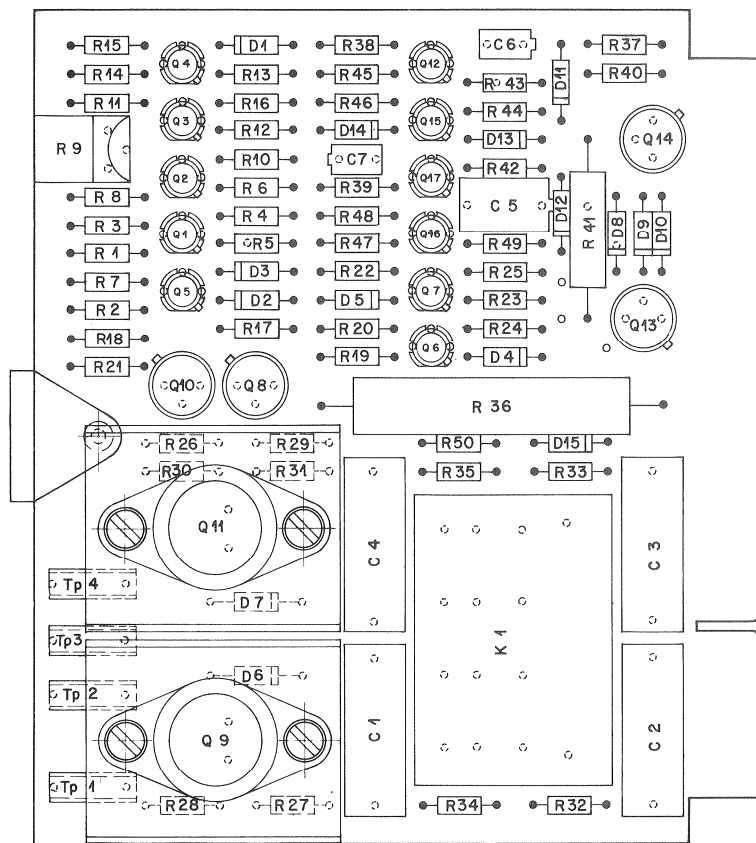 R15 D1 R38 Q12 C6 R37
Q4
R14 R13 R45 R43 D11 R40
R11 R16 R46 R44
Q3 R12 D14 Q15 D13 Q14
R9 R10 C7 R42
Q2 R6 R39 Q17
R8 R4 R48 C5 D12 R41 D8 D9 D10
R3 Q1 R5 R47 Q16 R49
R1 D3 R22 R25
R7 Q5 D2 D5 Q7 R23
R2 R17 R20 R24 Q13
R18 R19 Q6 D4
R21
Q10 Q8 R36
R26 R29 R50 D15
R30 R31 R35 R33
Q11 C4 C3
Tp4
D7
Tp3 K1
D6
Tp2
Q9 C1 C2
Tp1
R28 R27 R34 R32